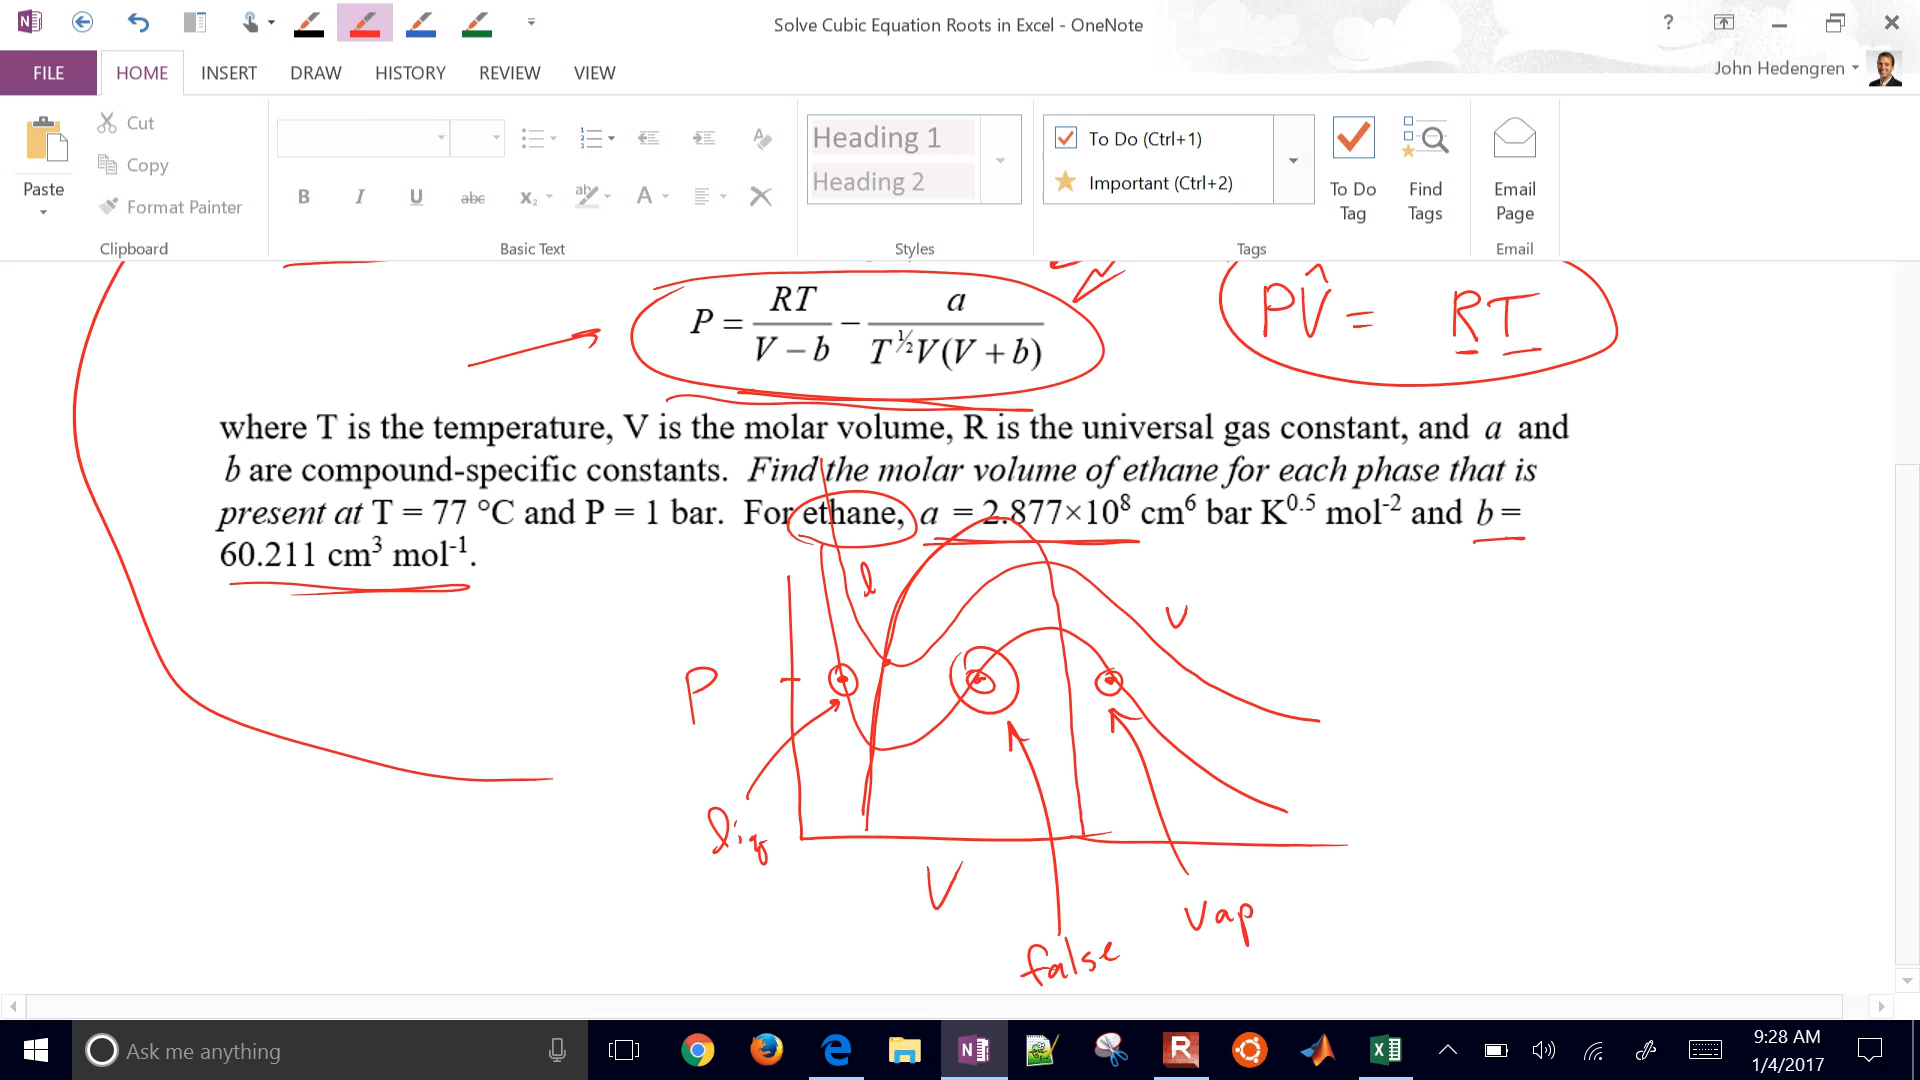 Solve Cubic Equation Roots in Excel - OneNote
FILE HOME INSERT DRAW HISTORY REVIEW VIEW
John Hedengren
Paste
Cut
Copy
Format Painter
Clipboard
B I U abc x₂ ab A
Basic Text
Heading 1
Heading 2
Styles
To Do (Ctrl+1)
Important (Ctrl+2)
To Do Tag
Find Tags
Tags
Email Page
Email
P = RT/(V − b) − a/(T^½ V(V + b))
PV̂ = RT
where T is the temperature, V is the molar volume, R is the universal gas constant, and a and
b are compound-specific constants. Find the molar volume of ethane for each phase that is
present at T = 77 °C and P = 1 bar. For ethane, a = 2.877×10⁸ cm⁶ bar K⁰·⁵ mol⁻² and b =
60.211 cm³ mol⁻¹.
l
V
P
Liq
V
Vap
false
Ask me anything
9:28 AM
1/4/2017